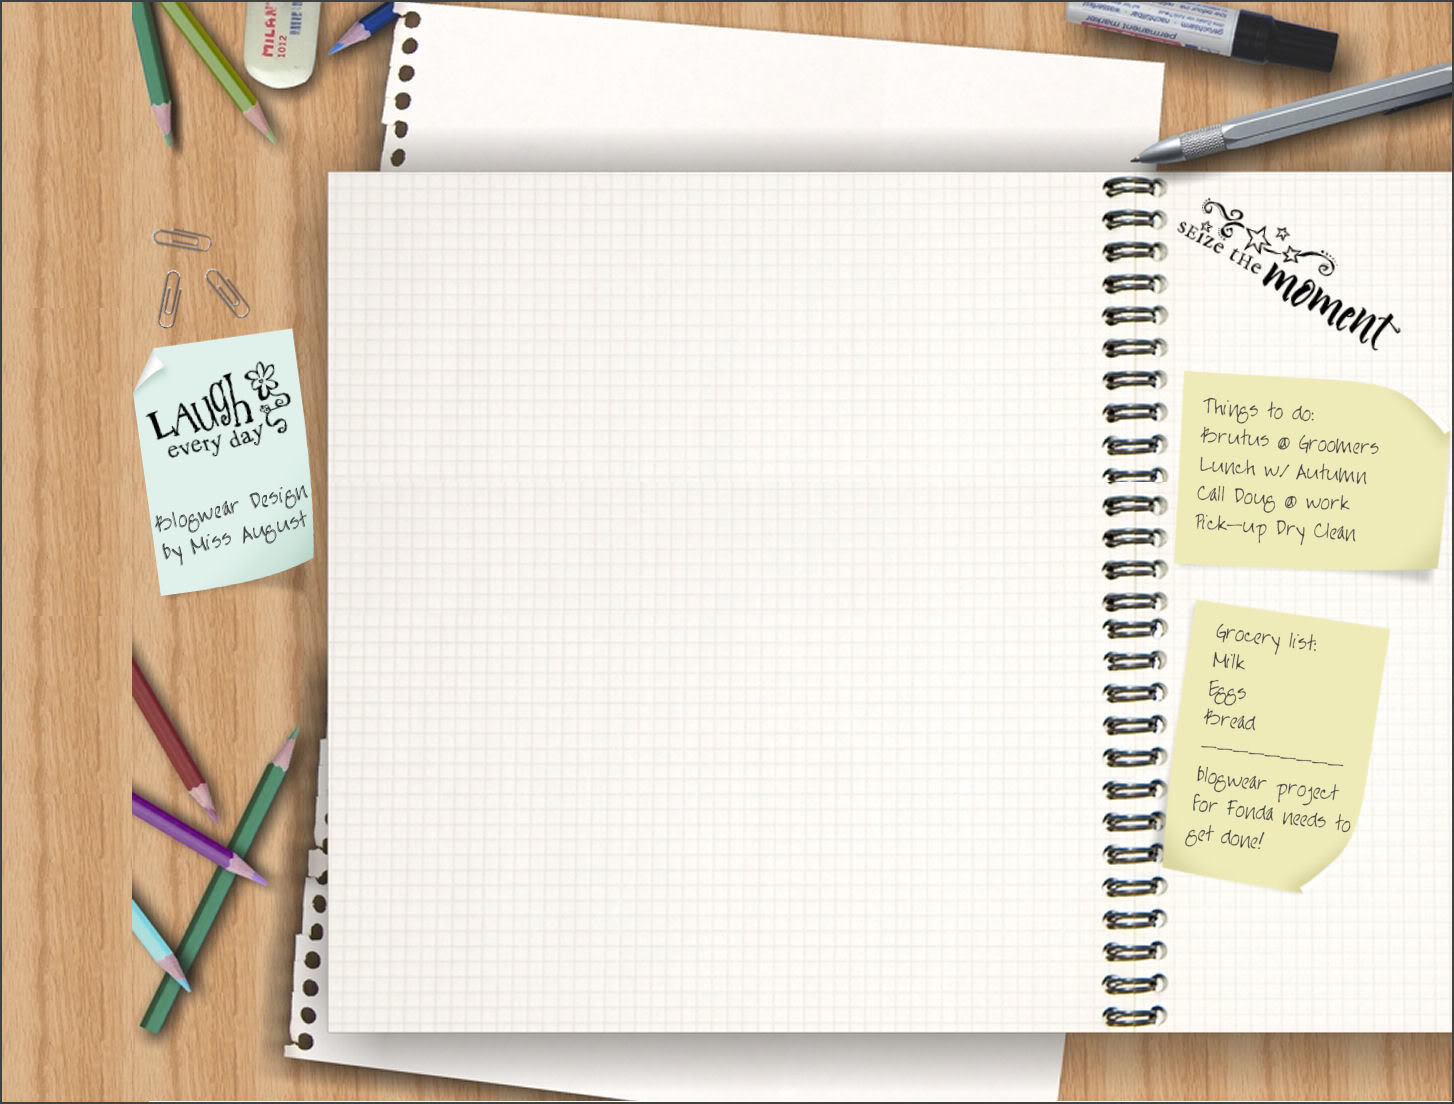 MILAN
1012
permanent marker
SEIZE THE
moment
LAUGH
every day
Blogwear Design
by Miss August
Things to do:
Brutus @ Groomers
Lunch w/ Autumn
Call Doug @ work
Pick-up Dry Clean
Grocery list:
Milk
Eggs
Bread
blogwear project
for Fonda needs to
get done!